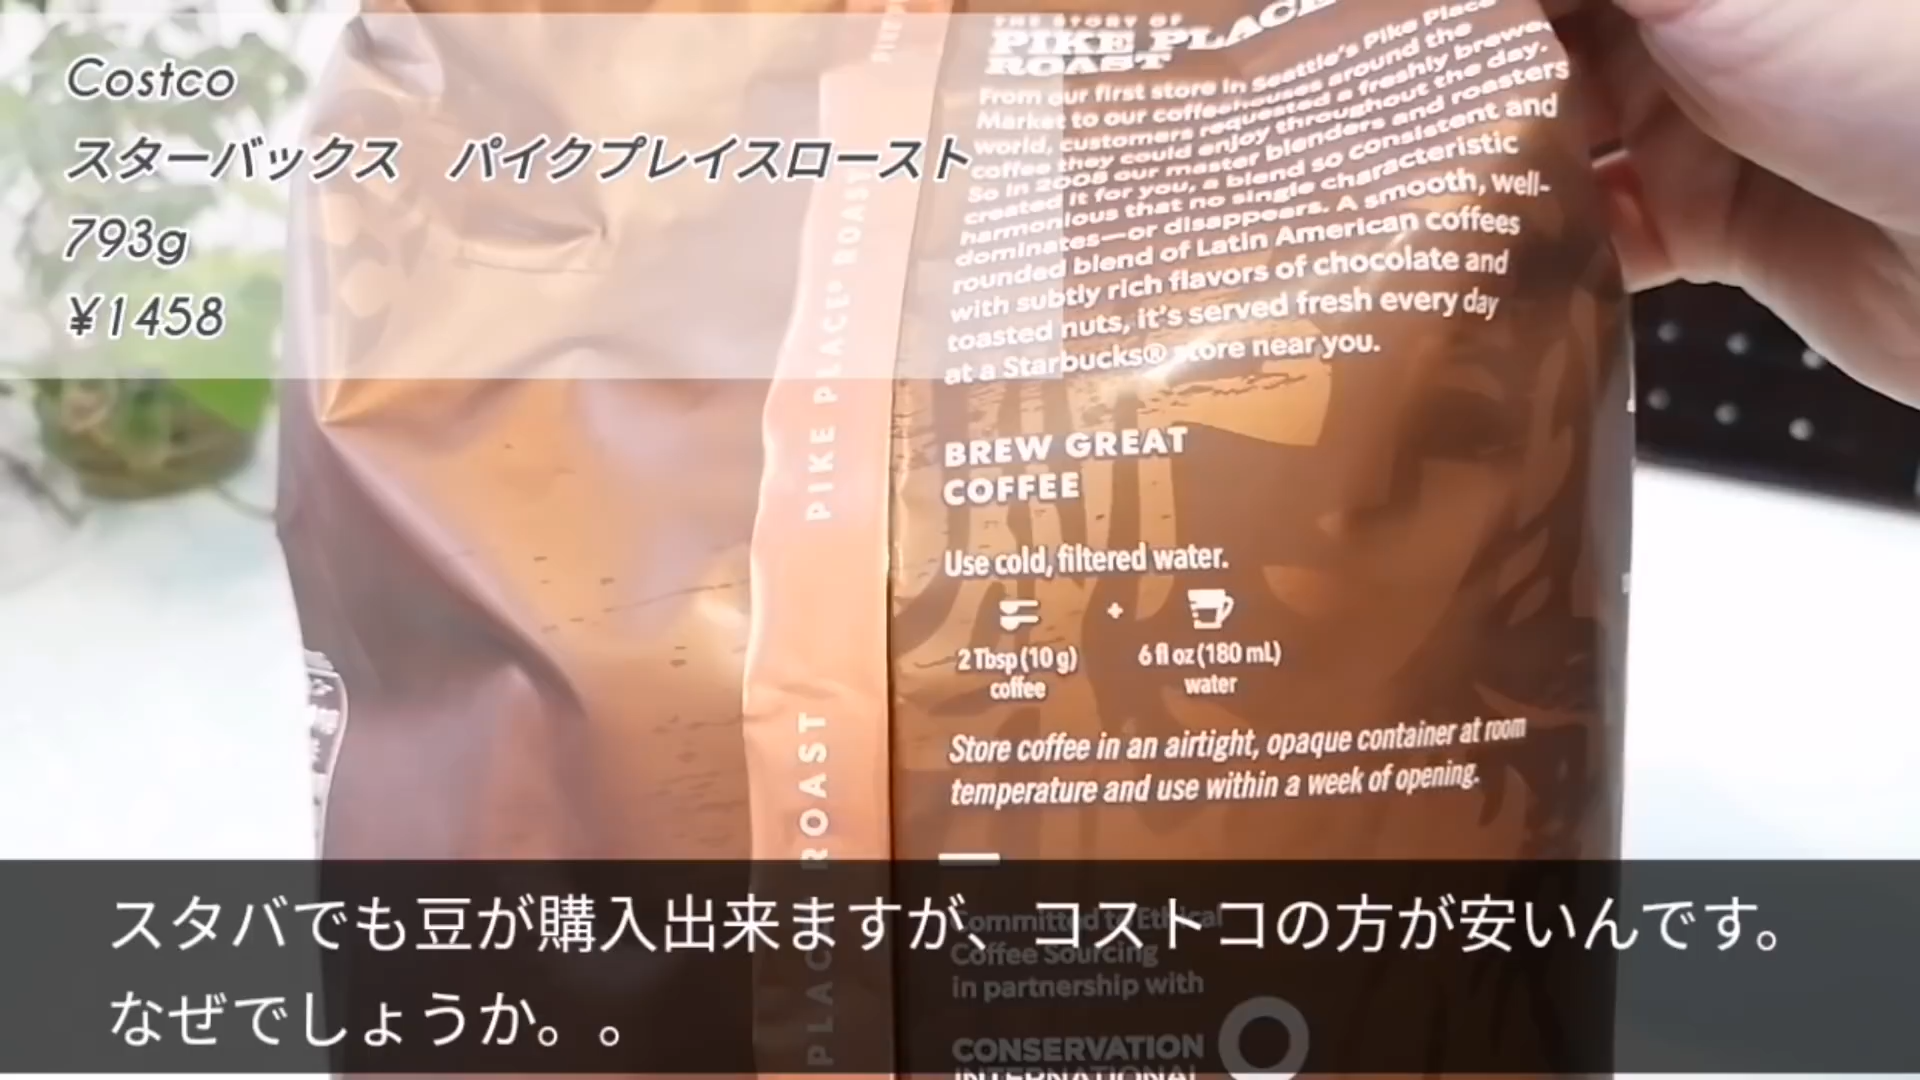 Costco
スターバックス　パイクプレイスロースト
793g
¥1458
THE STORY OF
PIKE PLACE
ROAST
From our first store in Seattle's Pike Place
Market to our coffeehouses around the
world, customers requested a freshly brewed
coffee they could enjoy throughout the day.
So in 2008 our master blenders and roasters
created it for you, a blend so consistent and
harmonious that no single characteristic
dominates—or disappears. A smooth, well-
rounded blend of Latin American coffees
with subtly rich flavors of chocolate and
toasted nuts, it's served fresh every day
at a Starbucks® store near you.
PIKE PLACE® ROAST
PIKE PLACE ROAST
BREW GREAT
COFFEE
Use cold, filtered water.
+
2 Tbsp (10 g)
coffee
6 fl oz (180 mL)
water
Store coffee in an airtight, opaque container at room
temperature and use within a week of opening.
Committed to Ethical
Coffee Sourcing
in partnership with
CONSERVATION
INTERNATIONAL
スタバでも豆が購入出来ますが、コストコの方が安いんです。
なぜでしょうか。。